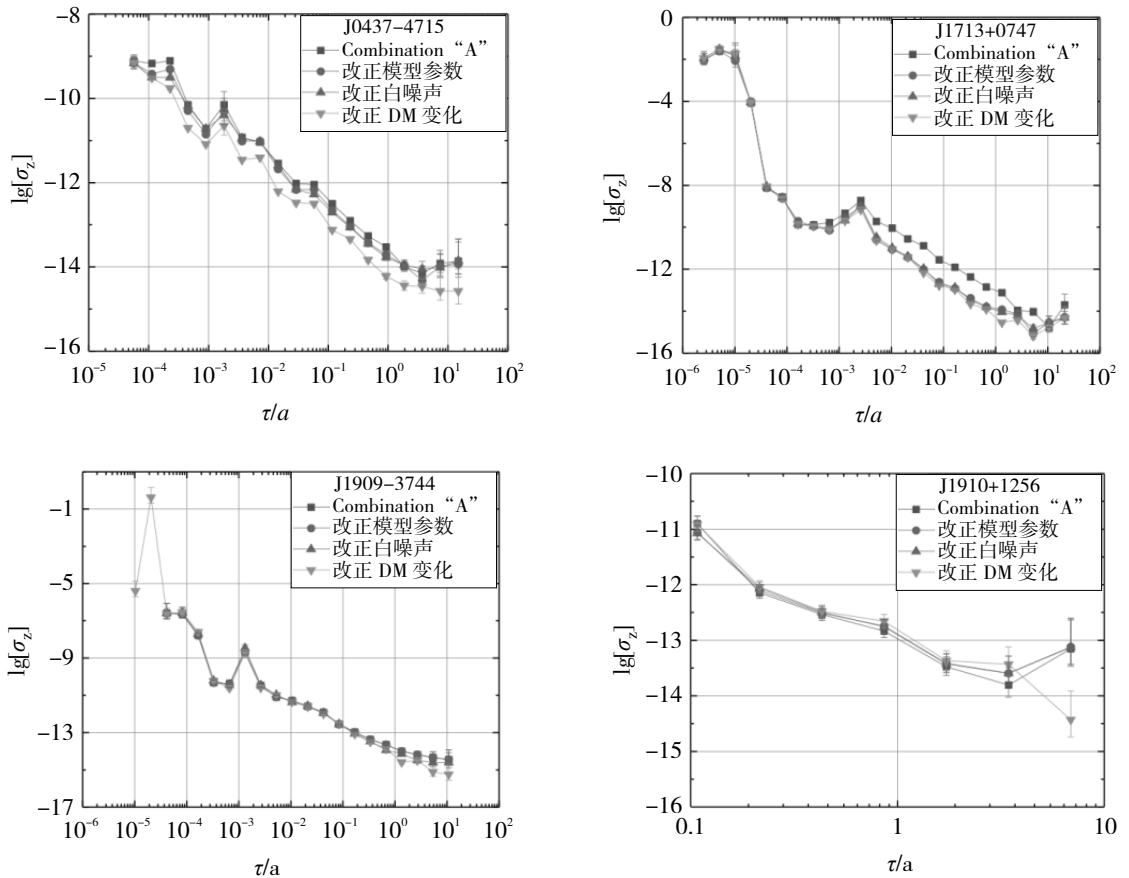 J0437−4715
Combination “A”
改正模型参数
改正白噪声
改正 DM 变化
lg[σz]
−8
−10
−12
−14
−16
10⁻⁵ 10⁻⁴ 10⁻³ 10⁻² 10⁻¹ 10⁰ 10¹ 10²
τ/a
J1713+0747
Combination “A”
改正模型参数
改正白噪声
改正 DM 变化
lg[σz]
0
−4
−8
−12
−16
10⁻⁶ 10⁻⁵ 10⁻⁴ 10⁻³ 10⁻² 10⁻¹ 10⁰ 10¹ 10²
τ/a
J1909−3744
Combination “A”
改正模型参数
改正白噪声
改正 DM 变化
lg[σz]
−1
−5
−9
−13
−17
10⁻⁶ 10⁻⁵ 10⁻⁴ 10⁻³ 10⁻² 10⁻¹ 10⁰ 10¹ 10²
τ/a
J1910+1256
Combination “A”
改正模型参数
改正白噪声
改正 DM 变化
lg[σz]
−10
−11
−12
−13
−14
−15
−16
0.1 1 10
τ/a